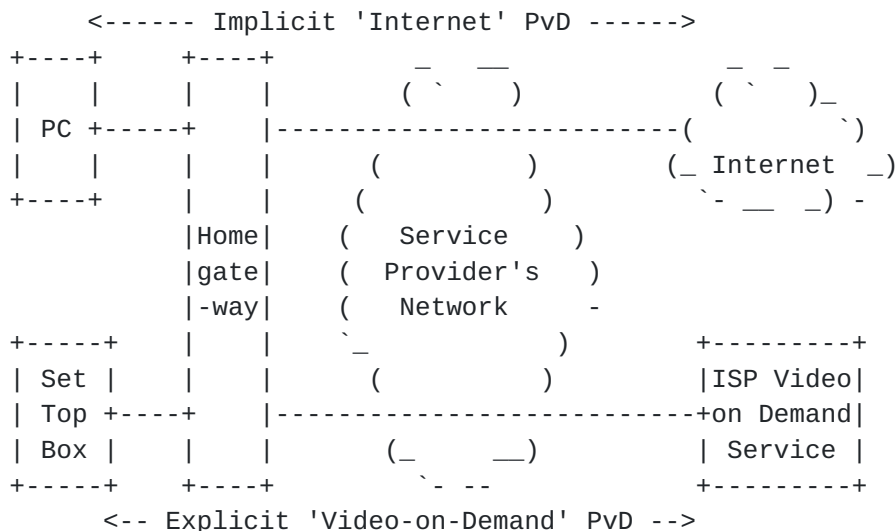 <------ Implicit 'Internet' PvD ------>
PC
Internet
Home Service
gate Provider's
-way Network
Set ISP Video
Top on Demand
Box Service
<-- Explicit 'Video-on-Demand' PvD -->